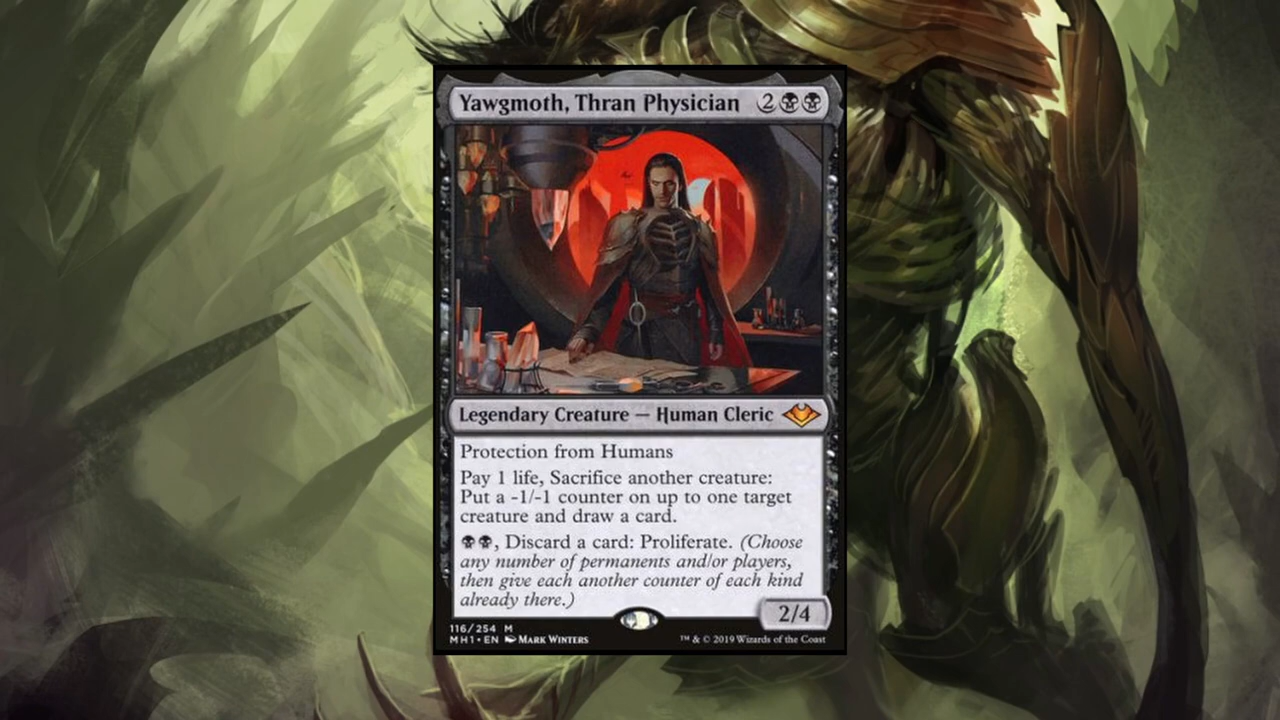 Yawgmoth, Thran Physician 2
Legendary Creature — Human Cleric
Protection from Humans
Pay 1 life, Sacrifice another creature:
Put a -1/-1 counter on up to one target
creature and draw a card.
, Discard a card: Proliferate. (Choose
any number of permanents and/or players,
then give each another counter of each kind
already there.)
2/4
116/254 M
MH1 • EN Mark Winters
™ & © 2019 Wizards of the Coast